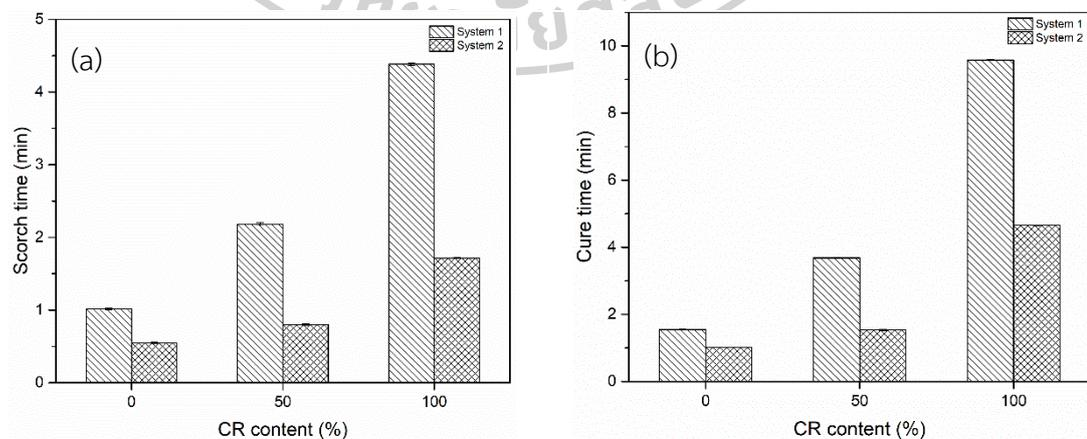 (a)
System 1
System 2
Scorch time (min)
5
4
3
2
1
0
0 50 100
CR content (%)
(b)
System 1
System 2
Cure time (min)
10
8
6
4
2
0
0 50 100
CR content (%)